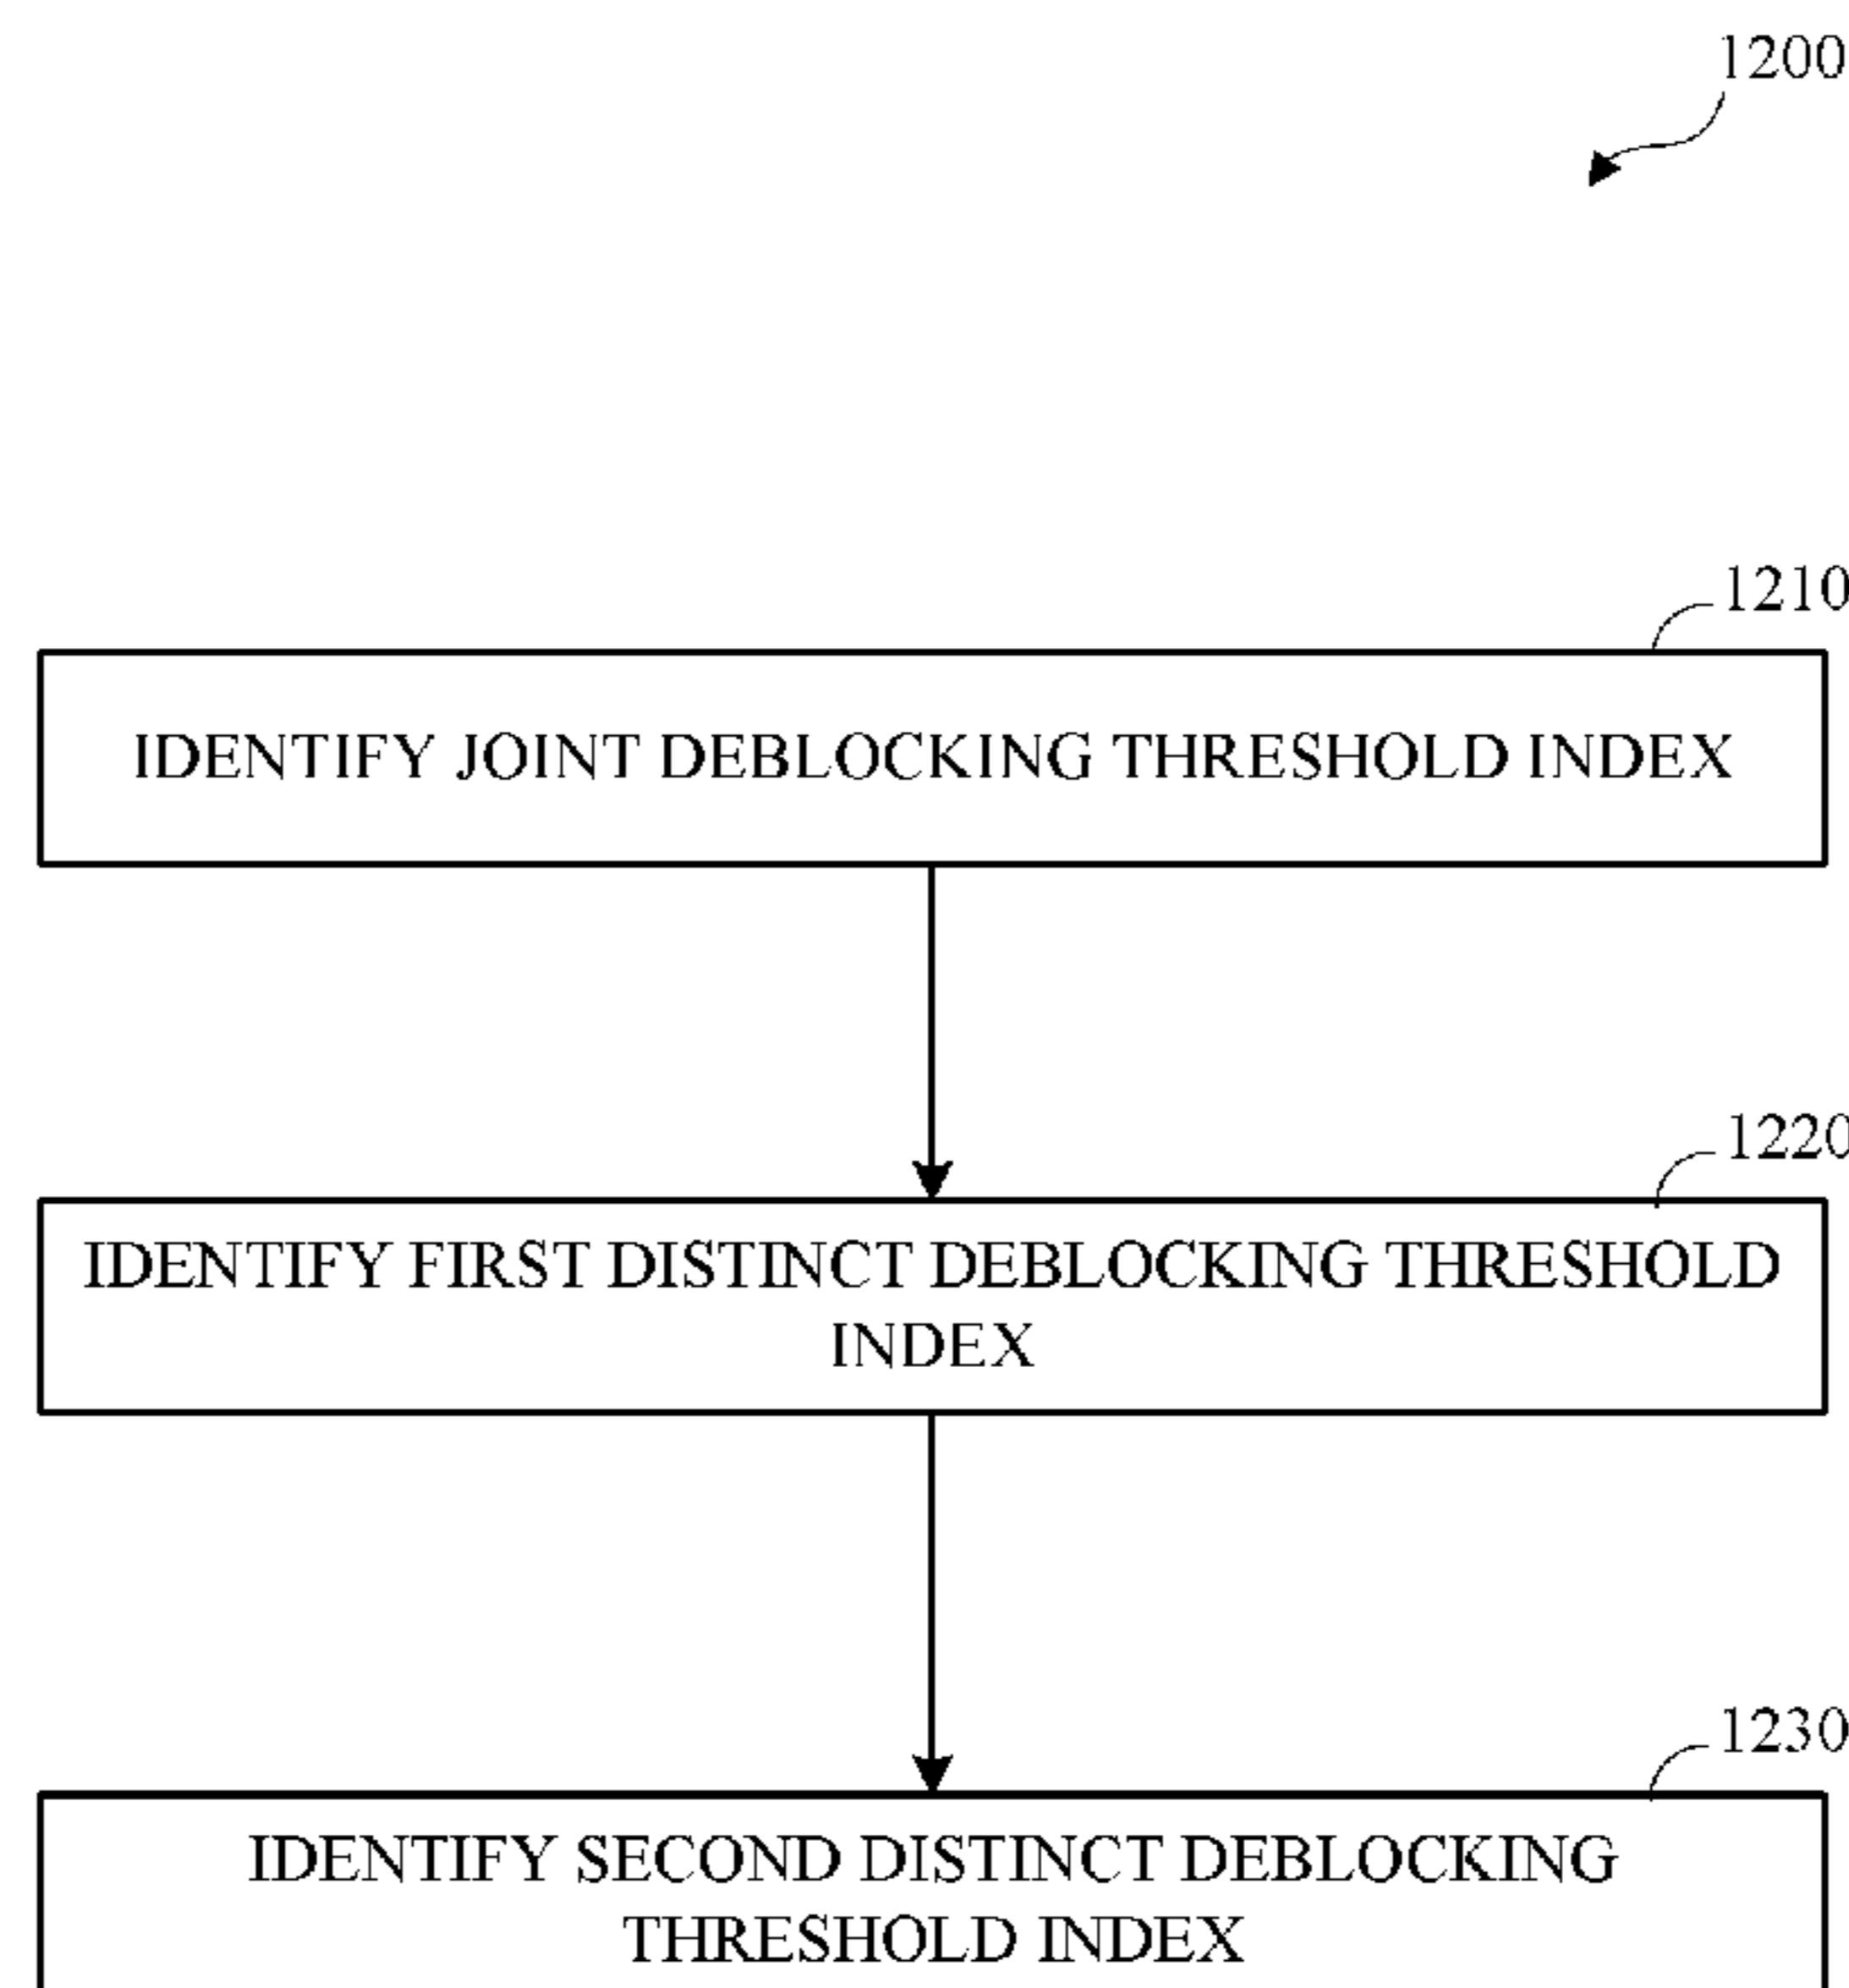 1200
1210
IDENTIFY JOINT DEBLOCKING THRESHOLD INDEX
1220
IDENTIFY FIRST DISTINCT DEBLOCKING THRESHOLD
INDEX
1230
IDENTIFY SECOND DISTINCT DEBLOCKING
THRESHOLD INDEX